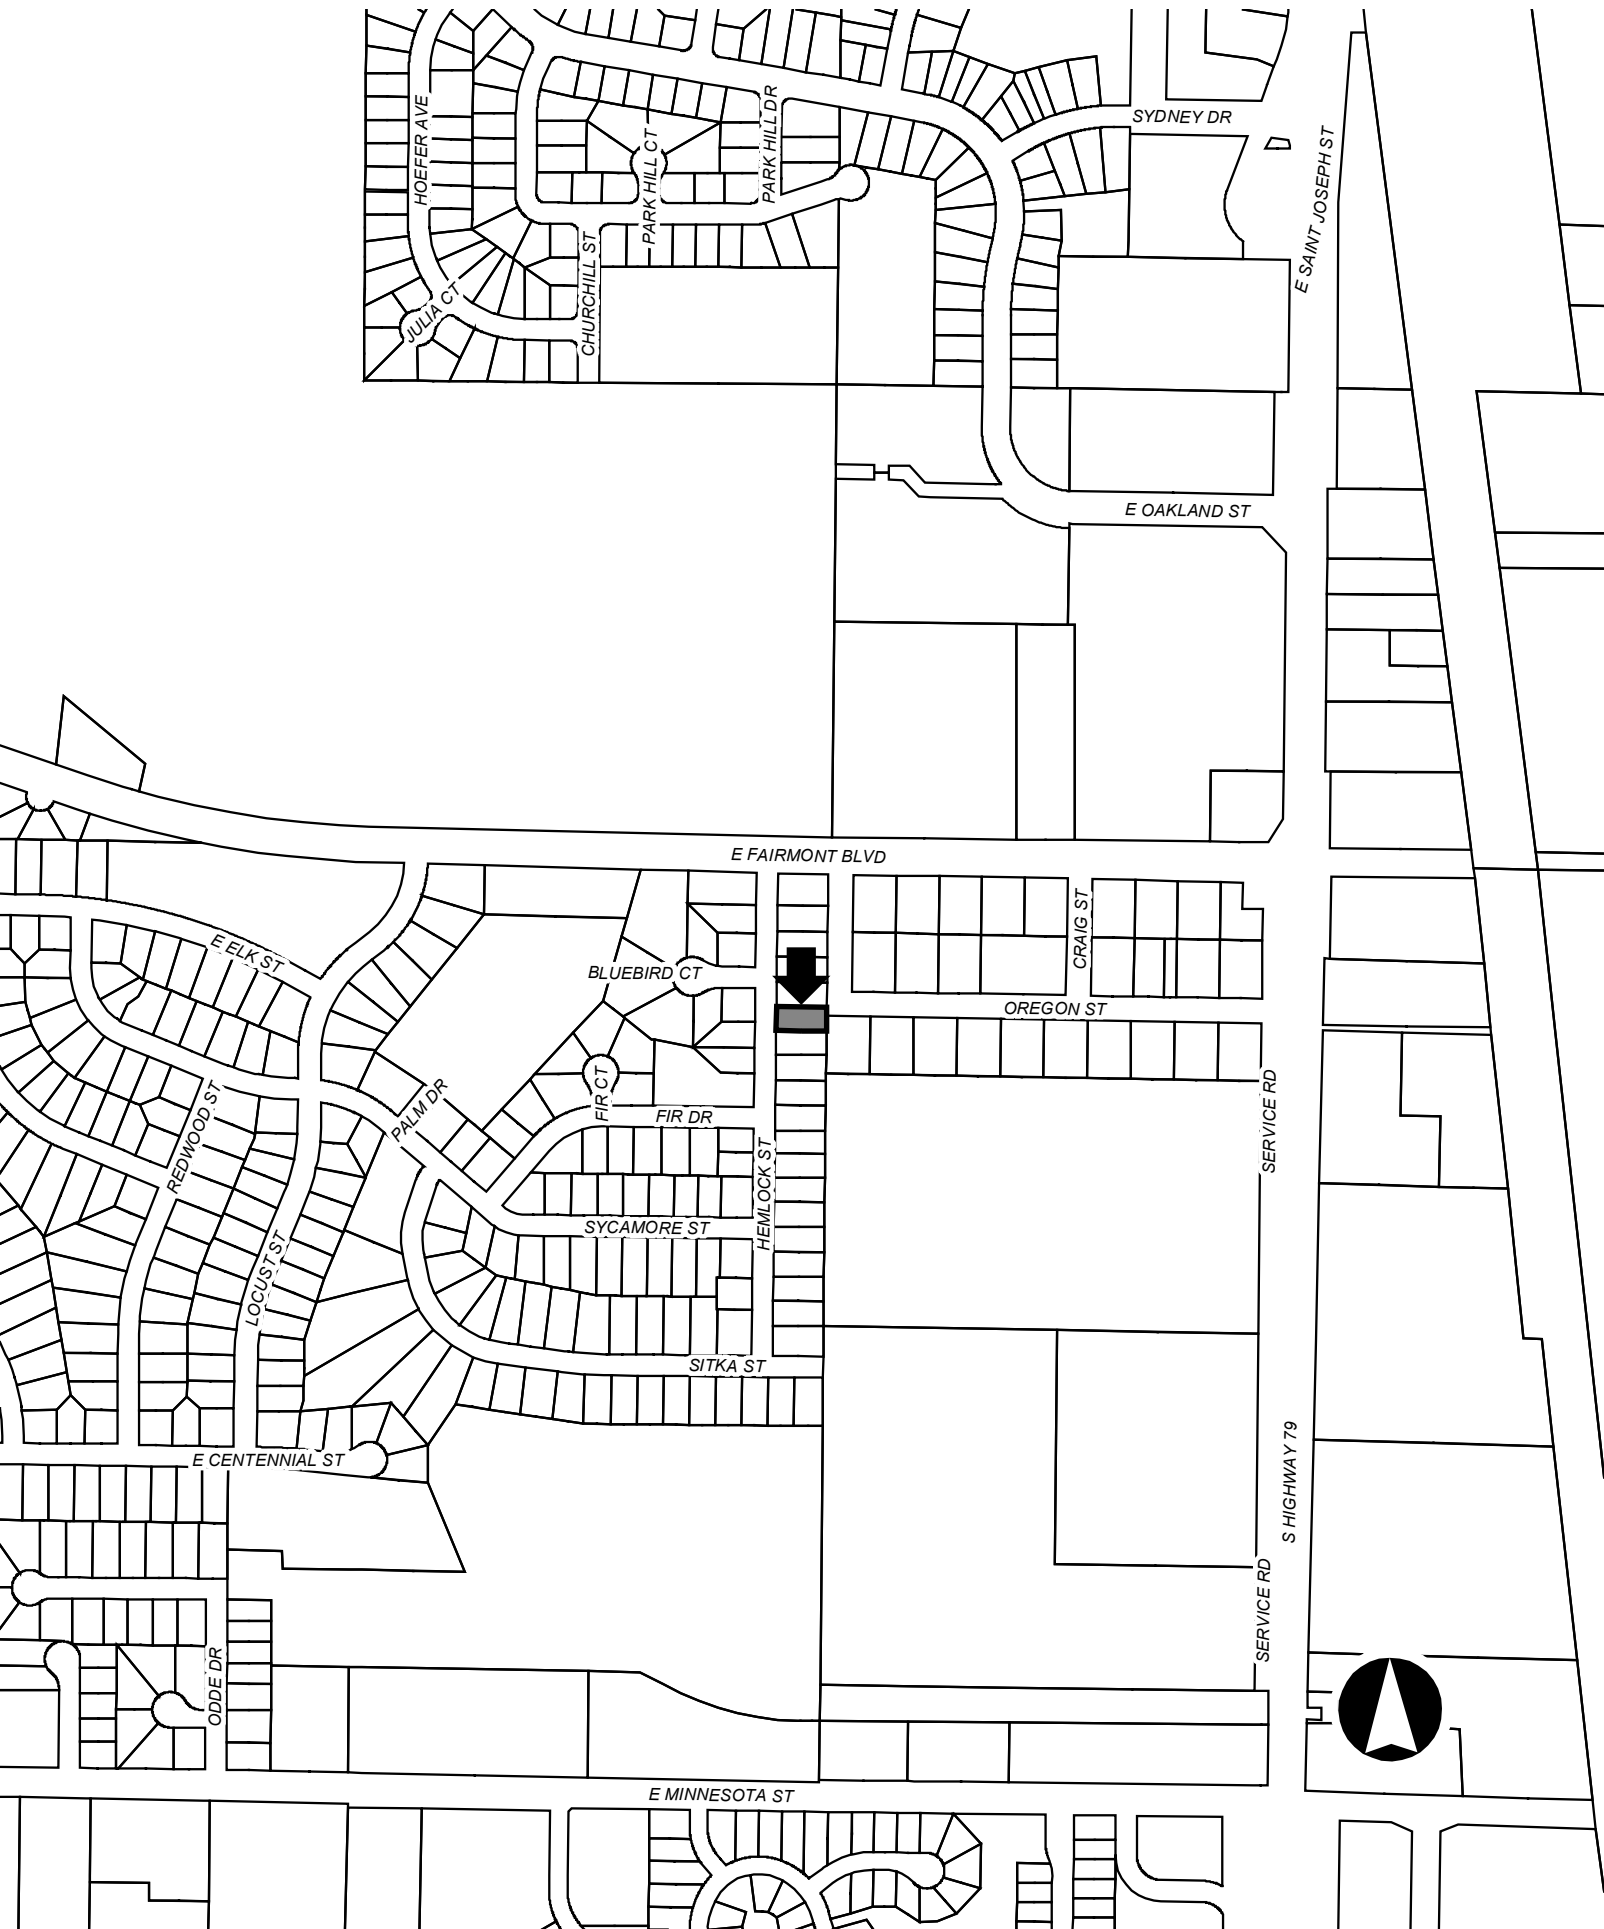 SYDNEY DR
HOEFER AVE
PARK HILL DR
PARK HILL CT
E SAINT JOSEPH ST
CHURCHILL ST
JULIA CT
E OAKLAND ST
E FAIRMONT BLVD
CRAIG ST
E ELK ST
BLUEBIRD CT
OREGON ST
SERVICE RD
FIR CT
PALM DR
FIR DR
REDWOOD ST
HEMLOCK ST
SYCAMORE ST
LOCUST ST
SITKA ST
E CENTENNIAL ST
S HIGHWAY 79
SERVICE RD
ODDE DR
E MINNESOTA ST